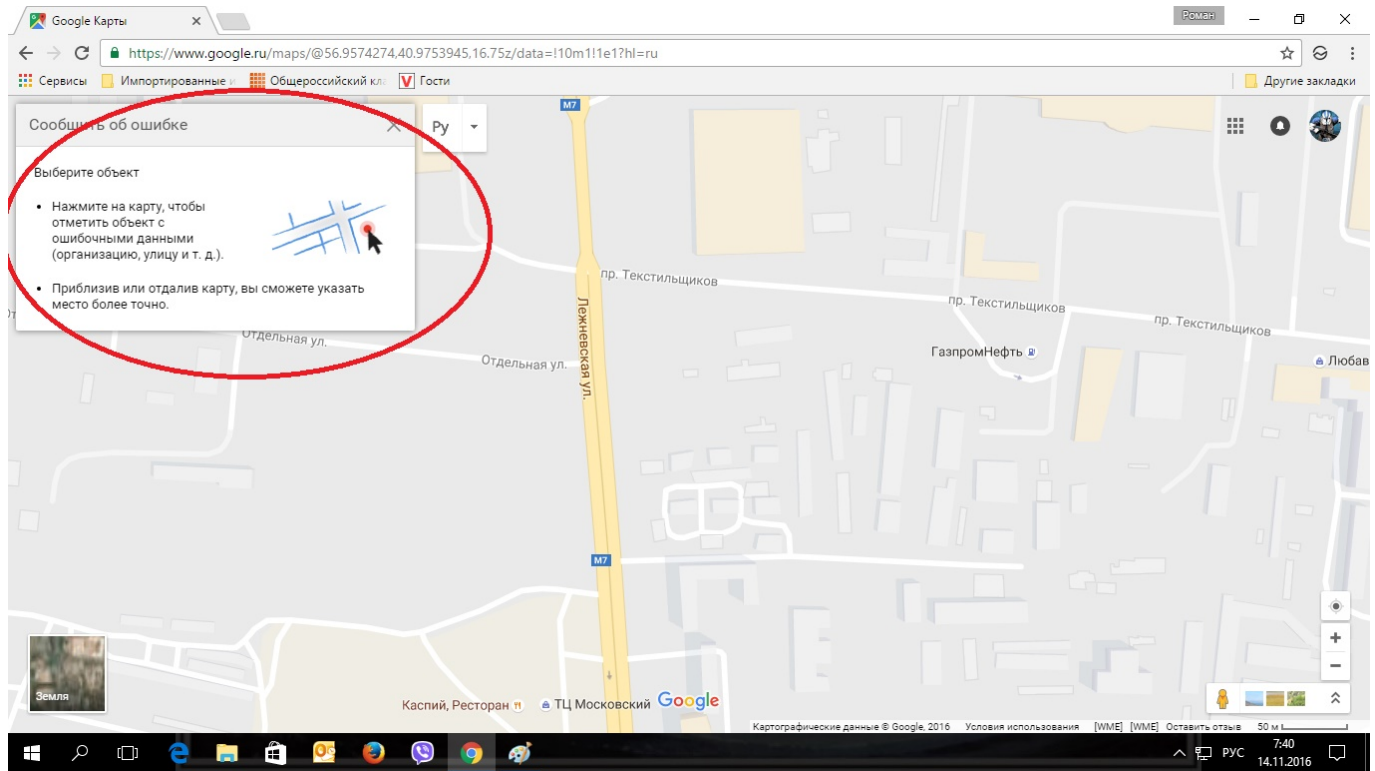 Google Карты
Роман
https://www.google.ru/maps/@56.9574274,40.9753945,16.75z/data=!10m1!1e1?hl=ru
Сервисы Импортированные Общероссийский Гости Другие закладки
Сообщить об ошибке
Ру
M7
Выберите объект
Нажмите на карту, чтобы
отметить объект с
ошибочными данными
(организацию, улицу и т. д.).
Приблизив или отдалив карту, вы сможете указать
место более точно.
пр. Текстильщиков
пр. Текстильщиков
пр. Текстильщиков
Отдельная ул.
Отдельная ул.
Лежневская ул.
ГазпромНефть
Любав
M7
Земля
Каспий, Ресторан
ТЦ Московский
Google
Картографические данные © Google, 2016 Условия использования [WME] [WME] Оставить отзыв 50 м
РУС
7:40
14.11.2016